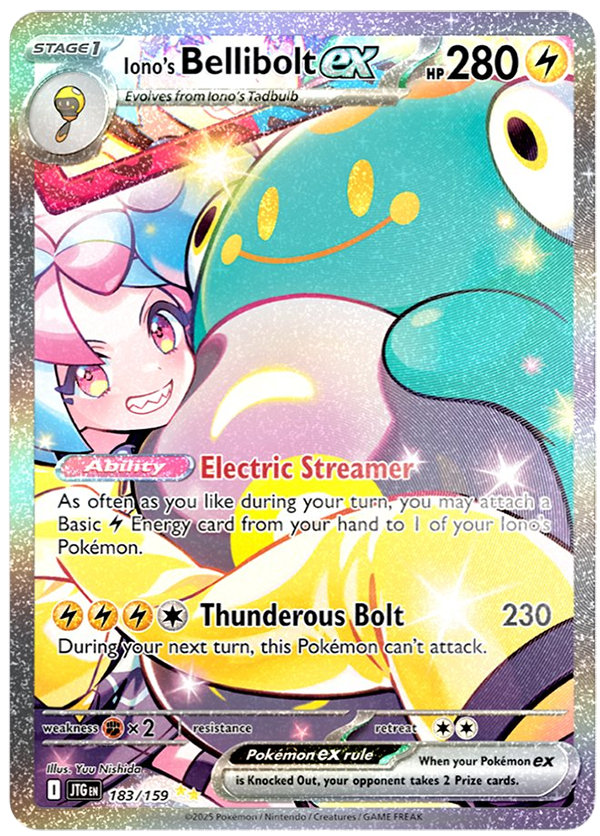 STAGE 1
Iono's Bellibolt ex HP 280
Evolves from Iono's Tadbulb
Ability Electric Streamer
As often as you like during your turn, you may attach a
Basic Energy card from your hand to 1 of your Iono's
Pokémon.
Thunderous Bolt 230
During your next turn, this Pokémon can't attack.
weakness ×2 resistance retreat
Illus. Yuu Nishida
Pokémon ex rule When your Pokémon ex
is Knocked Out, your opponent takes 2 Prize cards.
I JTG EN 183/159
©2025 Pokémon / Nintendo / Creatures / GAME FREAK